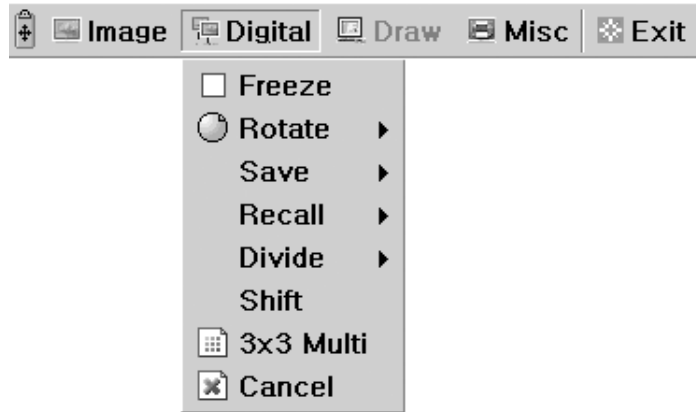 Image Digital Draw Misc Exit
Freeze
Rotate
Save
Recall
Divide
Shift
3x3 Multi
Cancel